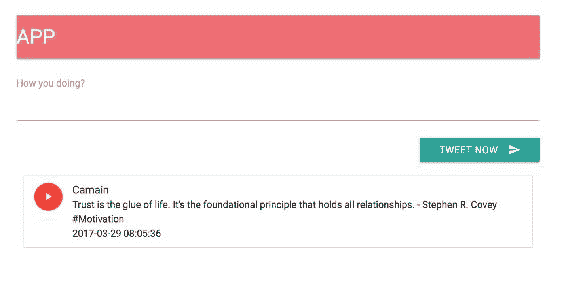 APP
How you doing?
TWEET NOW
Camain
Trust is the glue of life. It's the foundational principle that holds all relationships. - Stephen R. Covey
#Motivation
2017-03-29 08:05:36